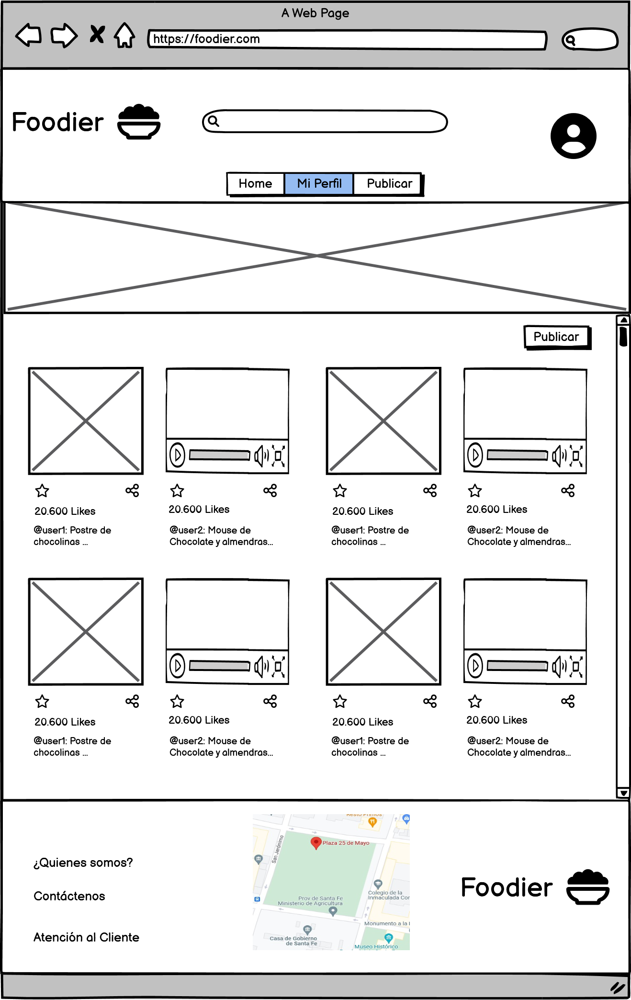 A Web Page
https://foodier.com
Foodier
Home
Mi Perfil
Publicar
Publicar
20.600 Likes
20.600 Likes
20.600 Likes
20.600 Likes
@user1: Postre de
chocolinas ...
@user2: Mouse de
Chocolate y almendras...
@user1: Postre de
chocolinas ...
@user2: Mouse de
Chocolate y almendras...
20.600 Likes
20.600 Likes
20.600 Likes
20.600 Likes
@user1: Postre de
chocolinas ...
@user2: Mouse de
Chocolate y almendras...
@user1: Postre de
chocolinas ...
@user2: Mouse de
Chocolate y almendras...
¿Quienes somos?
Contáctenos
Atención al Cliente
Resto Primos
Plaza 25 de Mayo
San Jerónimo
Colegio de la
Inmaculada Con
Prov de Santa Fe
Ministerio de Agricultura
Monumento a la
Casa de Gobierno
de Santa Fe
Museo Histórico
Foodier